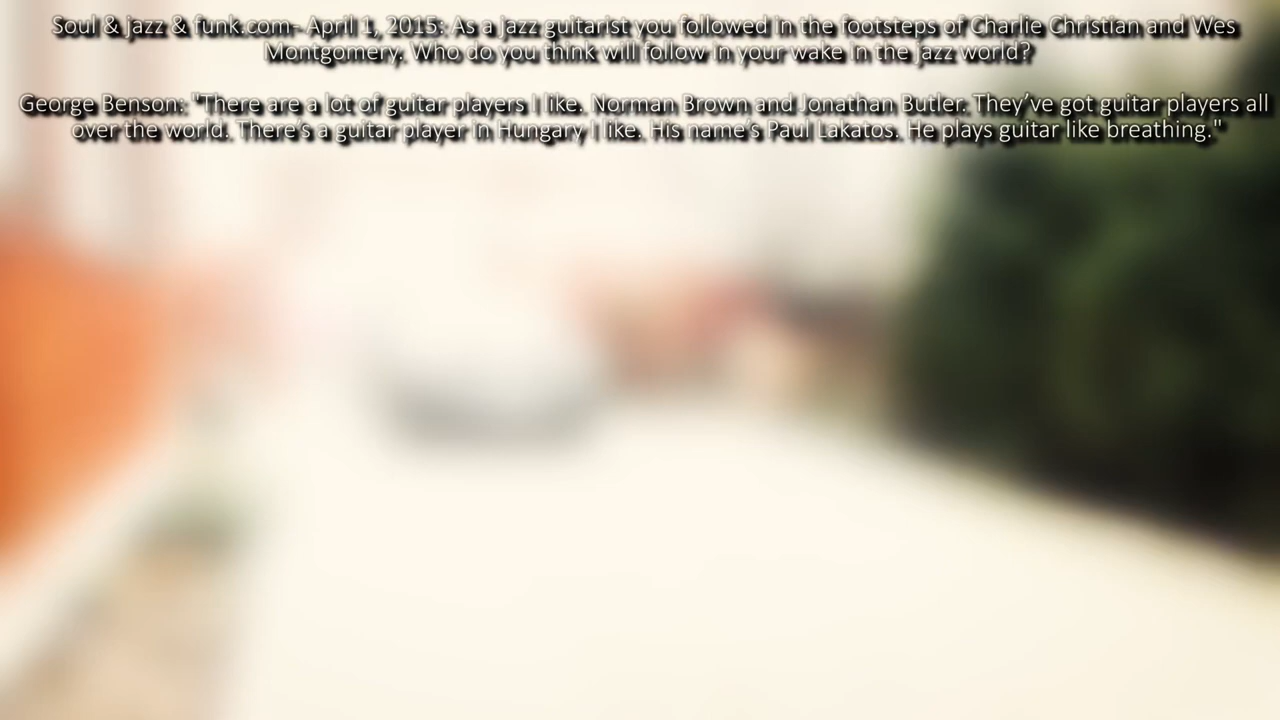 Soul & jazz & funk.com- April 1, 2015: As a jazz guitarist you followed in the footsteps of Charlie Christian and Wes
Montgomery. Who do you think will follow in your wake in the jazz world?
George Benson: "There are a lot of guitar players I like. Norman Brown and Jonathan Butler. They've got guitar players all
over the world. There's a guitar player in Hungary I like. His name's Paul Lakatos. He plays guitar like breathing."